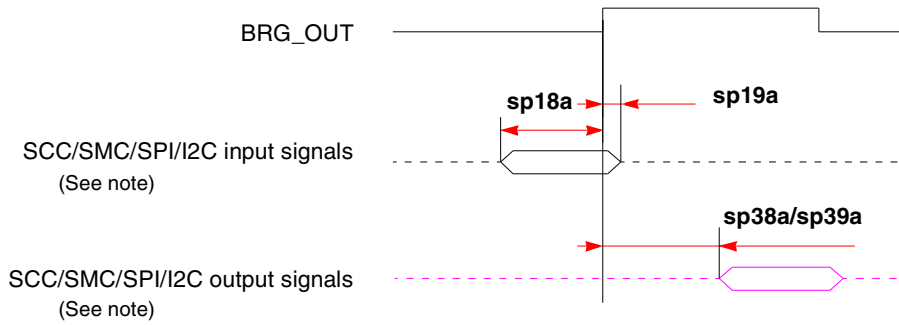 BRG_OUT
sp18a
sp19a
SCC/SMC/SPI/I2C input signals
(See note)
sp38a/sp39a
SCC/SMC/SPI/I2C output signals
(See note)